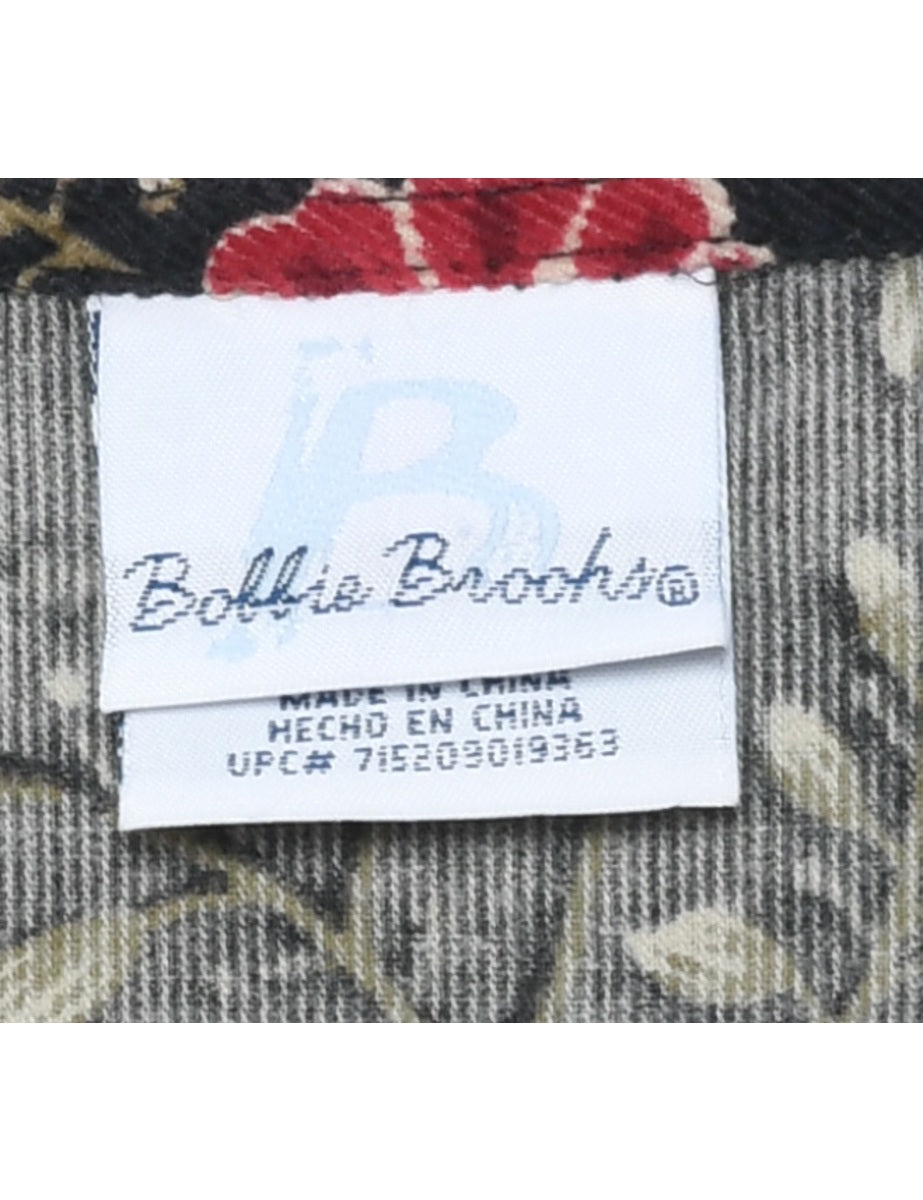 B
Bobbie Brooks®
MADE IN CHINA
HECHO EN CHINA
UPC# 715209019363